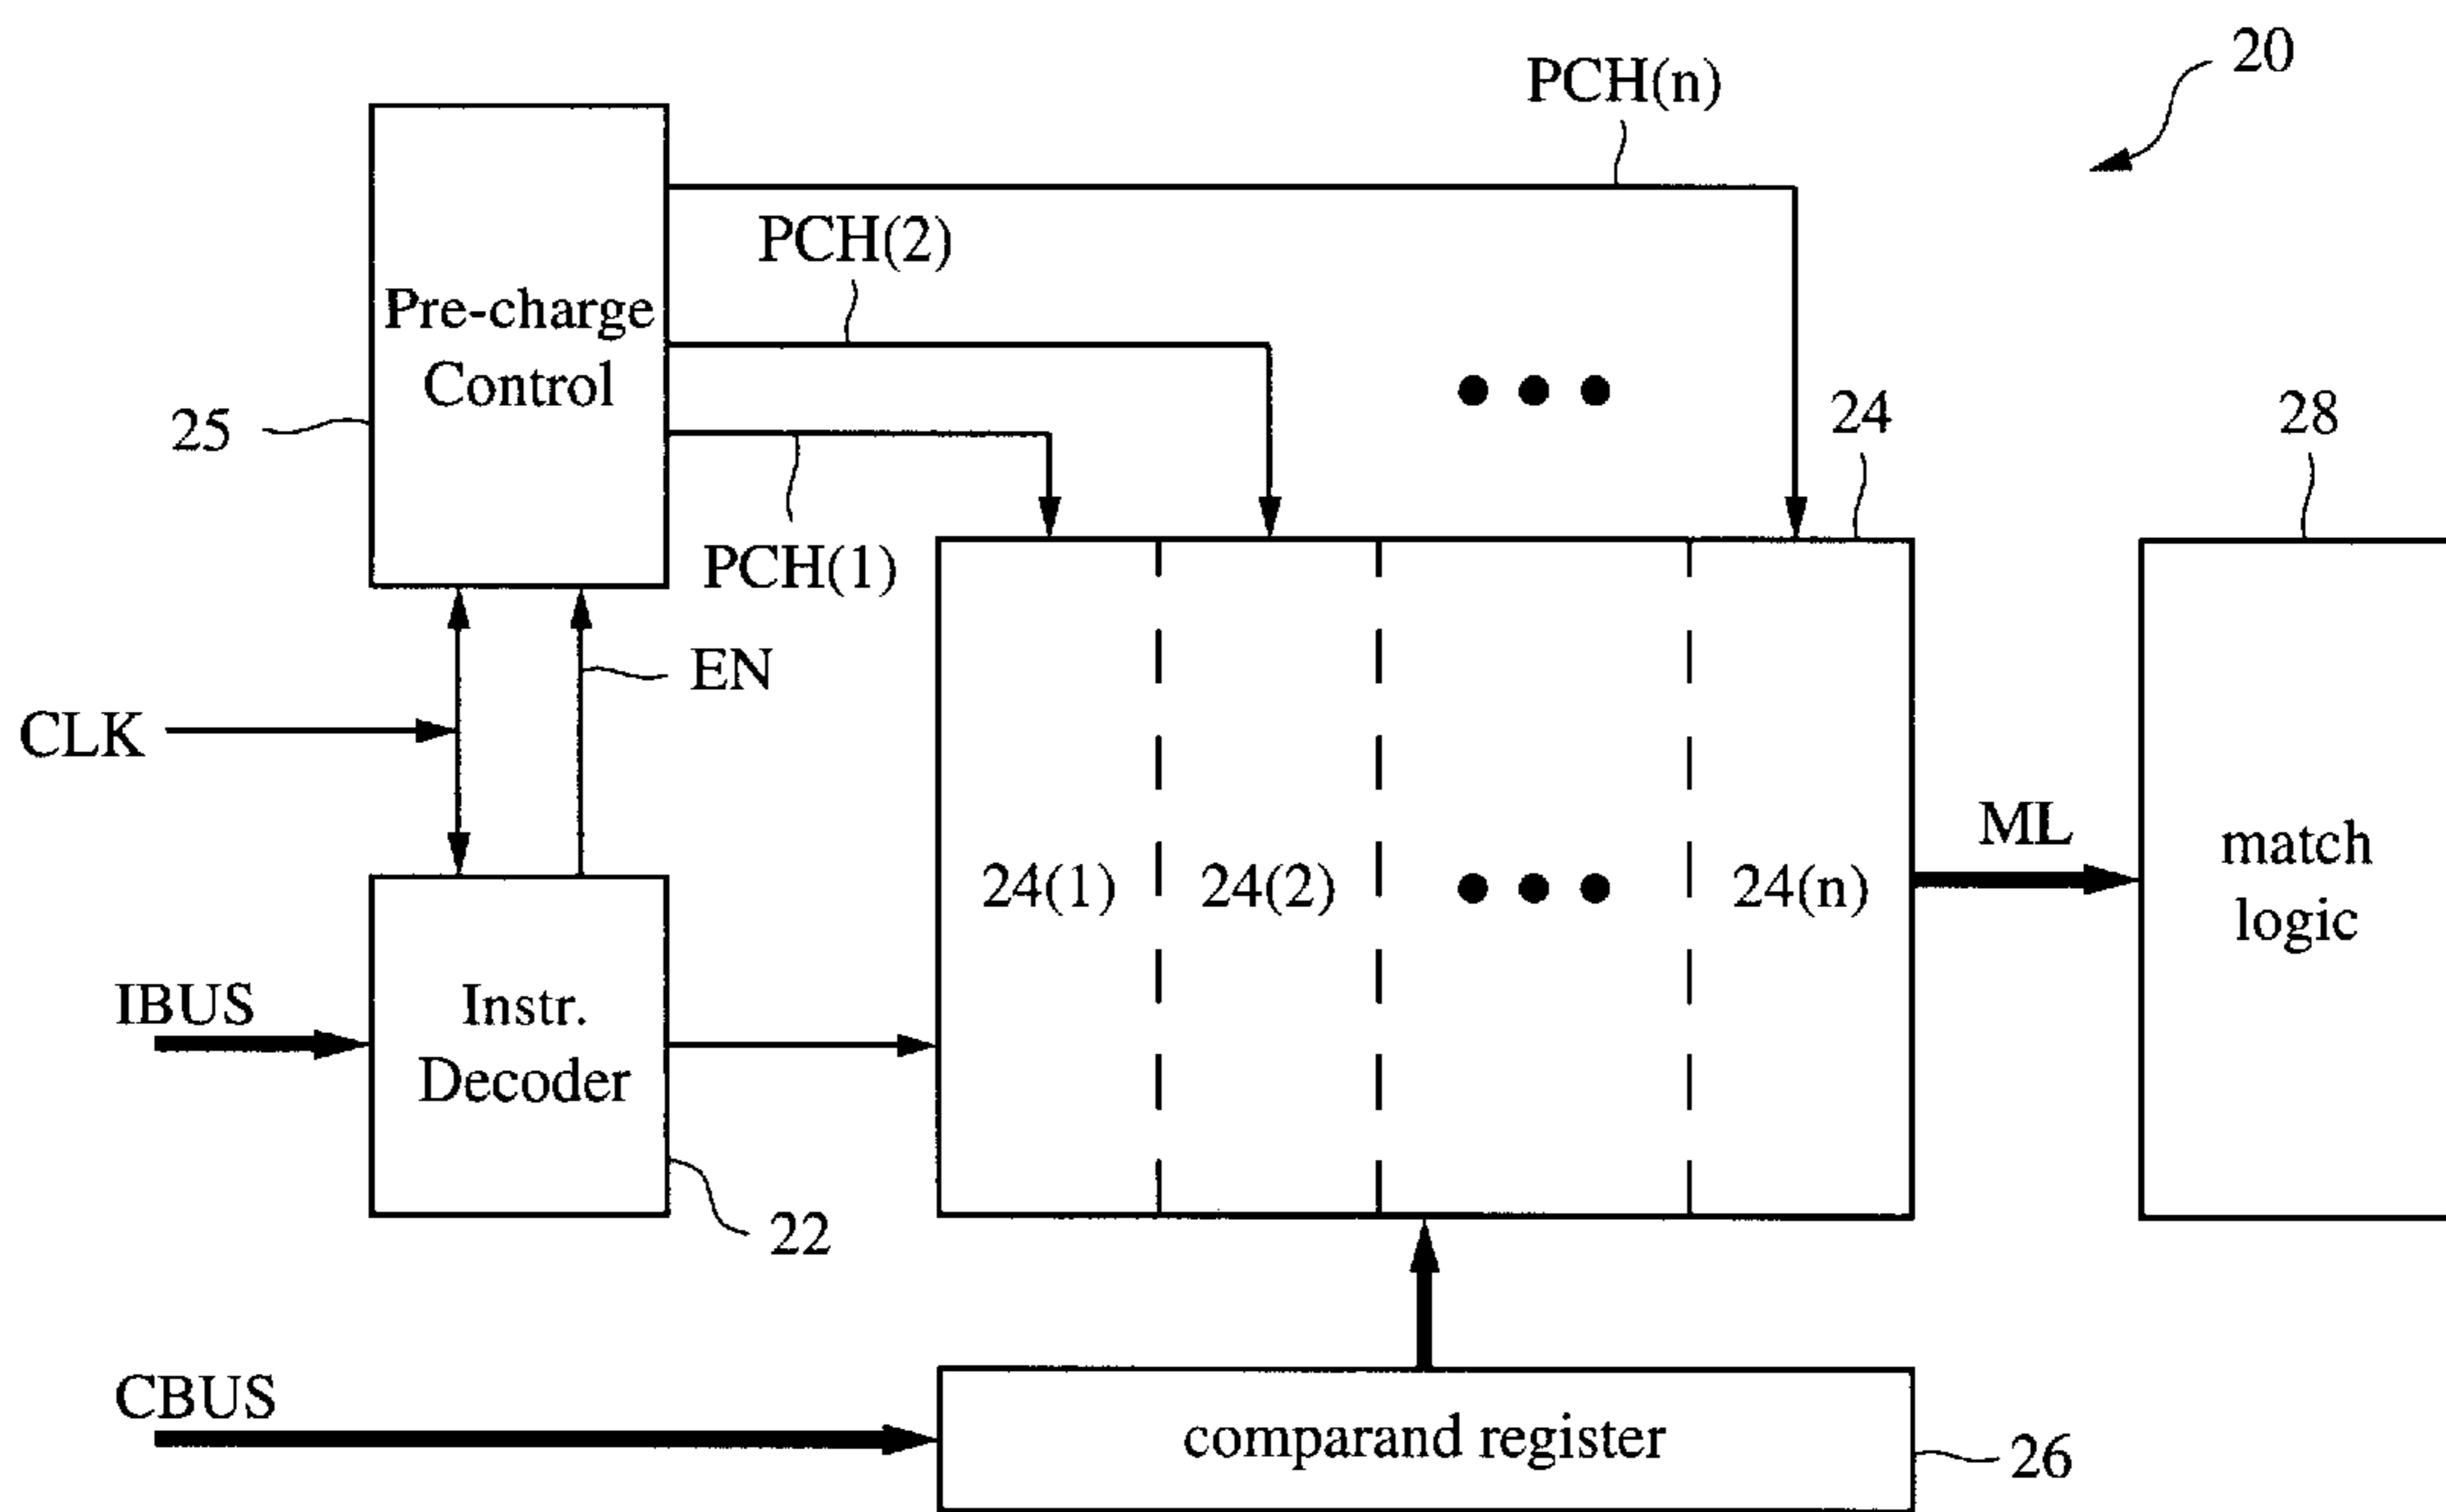 20
PCH(n)
PCH(2)
Pre-charge
Control
25
24
28
PCH(1)
EN
CLK
ML
match
logic
24(1)
24(2)
24(n)
IBUS
Instr.
Decoder
22
CBUS
comparand register
26